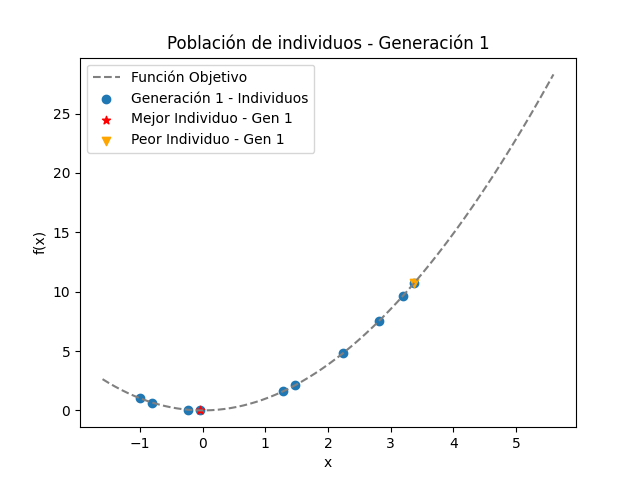 Población de individuos - Generación 1
Función Objetivo
Generación 1 - Individuos
Mejor Individuo - Gen 1
Peor Individuo - Gen 1
f(x)
25
20
15
10
5
0
−1 0 1 2 3 4 5
x